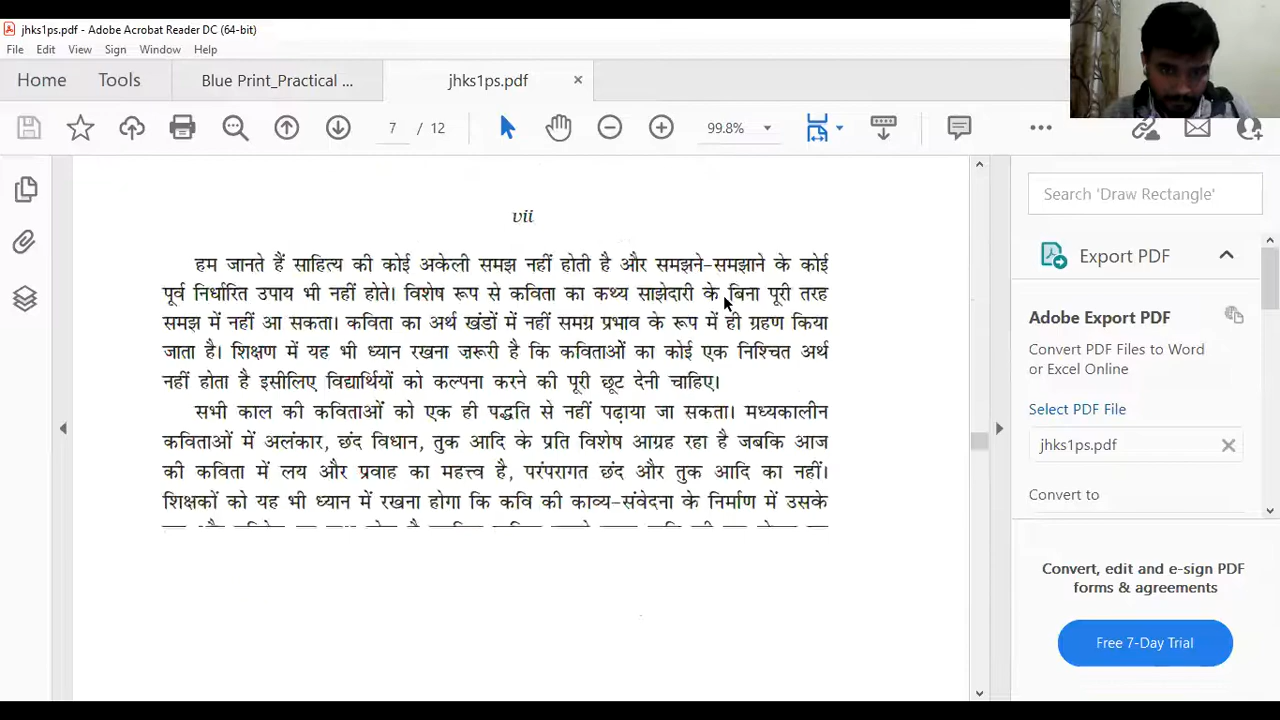 jhks1ps.pdf - Adobe Acrobat Reader DC (64-bit)
File Edit View Sign Window Help
Home Tools Blue Print_Practical ... jhks1ps.pdf
7 / 12 99.8%
vii
हम जानते हैं साहित्य की कोई अकेली समझ नहीं होती है और समझने-समझाने के कोई
पूर्व निर्धारित उपाय भी नहीं होते। विशेष रूप से कविता का कथ्य साझेदारी के बिना पूरी तरह
समझ में नहीं आ सकता। कविता का अर्थ खंडों में नहीं समग्र प्रभाव के रूप में ही ग्रहण किया
जाता है। शिक्षण में यह भी ध्यान रखना ज़रूरी है कि कविताओं का कोई एक निश्चित अर्थ
नहीं होता है इसीलिए विद्यार्थियों को कल्पना करने की पूरी छूट देनी चाहिए।
सभी काल की कविताओं को एक ही पद्धति से नहीं पढ़ाया जा सकता। मध्यकालीन
कविताओं में अलंकार, छंद विधान, तुक आदि के प्रति विशेष आग्रह रहा है जबकि आज
की कविता में लय और प्रवाह का महत्त्व है, परंपरागत छंद और तुक आदि का नहीं।
शिक्षकों को यह भी ध्यान में रखना होगा कि कवि की काव्य-संवेदना के निर्माण में उसके
Search 'Draw Rectangle'
Export PDF
Adobe Export PDF
Convert PDF Files to Word
or Excel Online
Select PDF File
jhks1ps.pdf
Convert to
Convert, edit and e-sign PDF
forms & agreements
Free 7-Day Trial